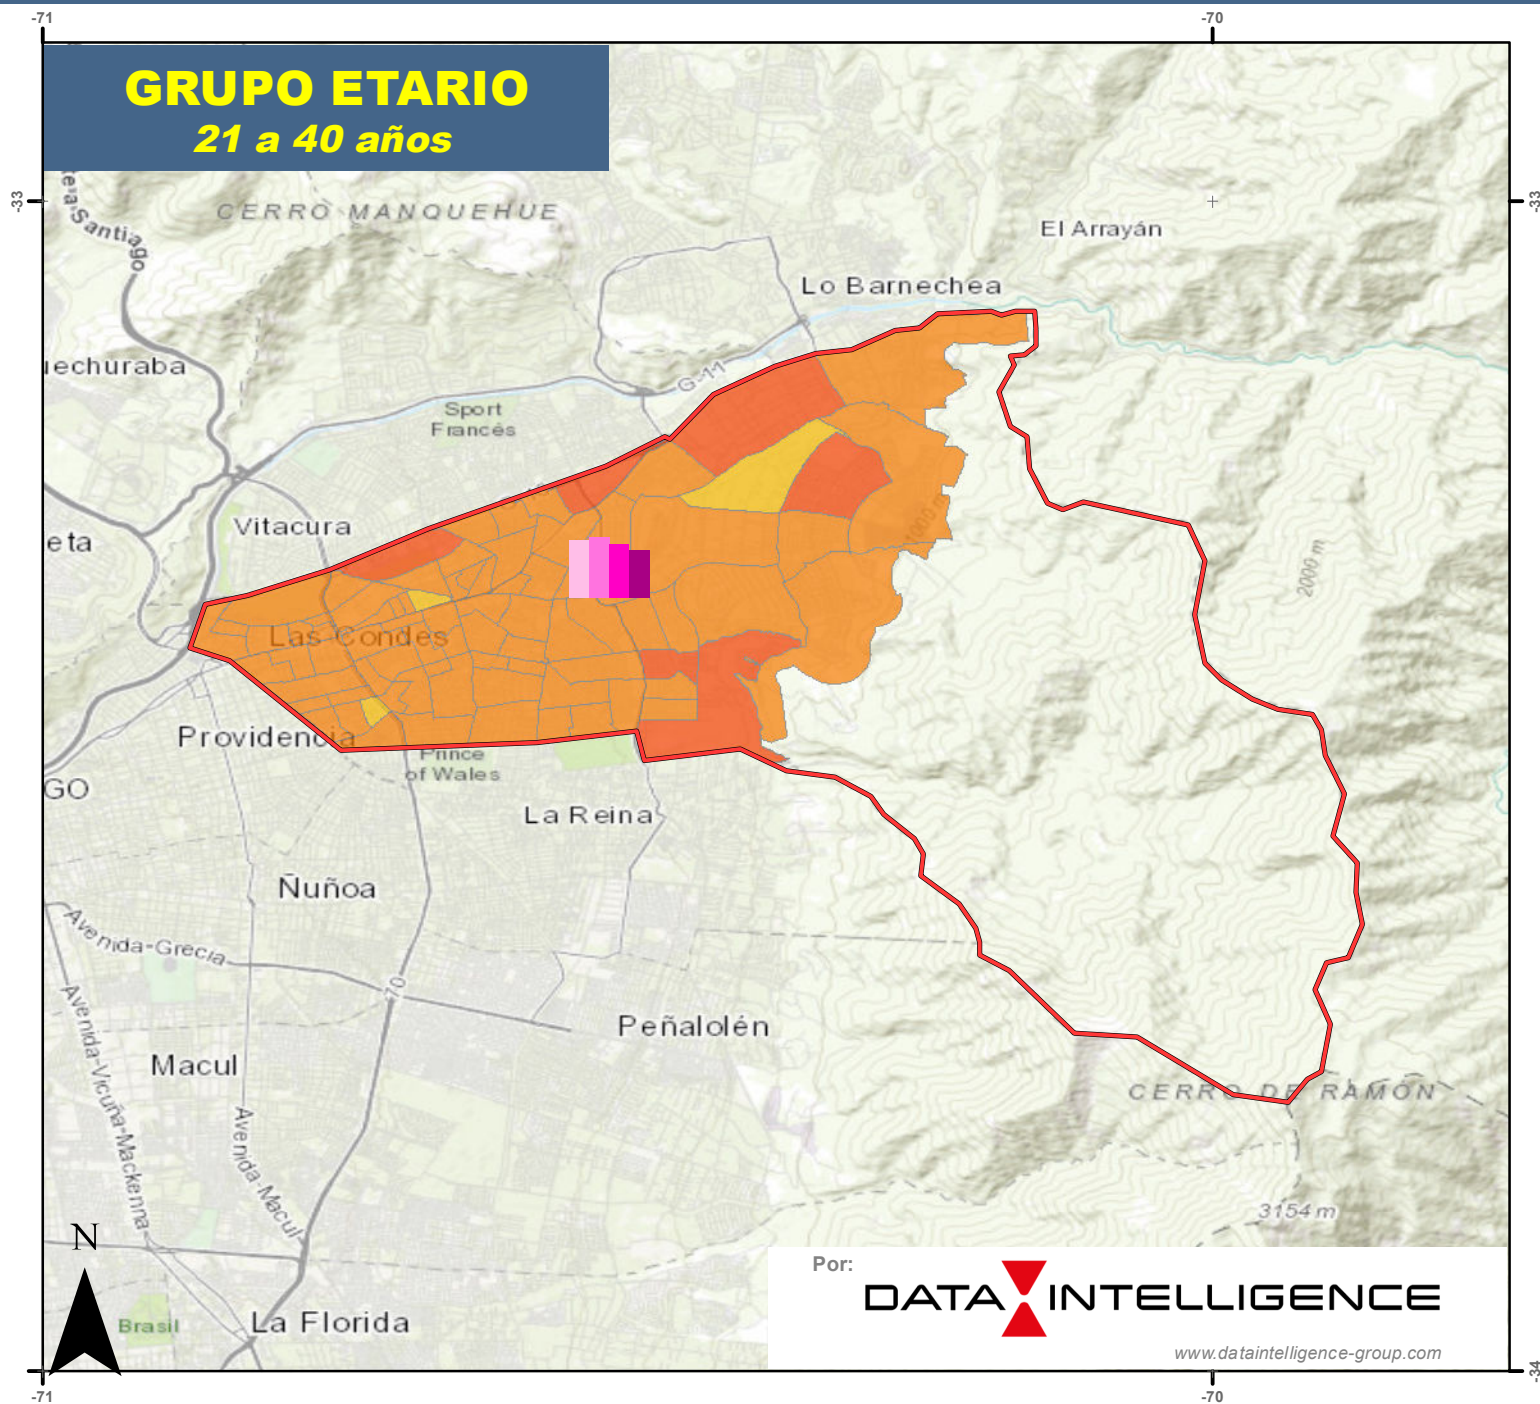 -71
-70
GRUPO ETARIO
21 a 40 años
Santiago
CERRO MANQUEHUE
-33
-33
El Arrayán
Lo Barnechea
G-11
Sport
Francés
Vitacura
eta
1000 m
2000 m
Las Condes
Providencia
Prince
of Wales
GO
La Reina
Ñuñoa
Avenida-Grecia
70
Avenida-Vicuña-Mackenna
Peñalolén
Macul
Avenida-Macul
CERRO DE RAMÓN
3154 m
N
Brasil
La Florida
Por:
DATA INTELLIGENCE
www.dataintelligence-group.com
-34
-71
-70